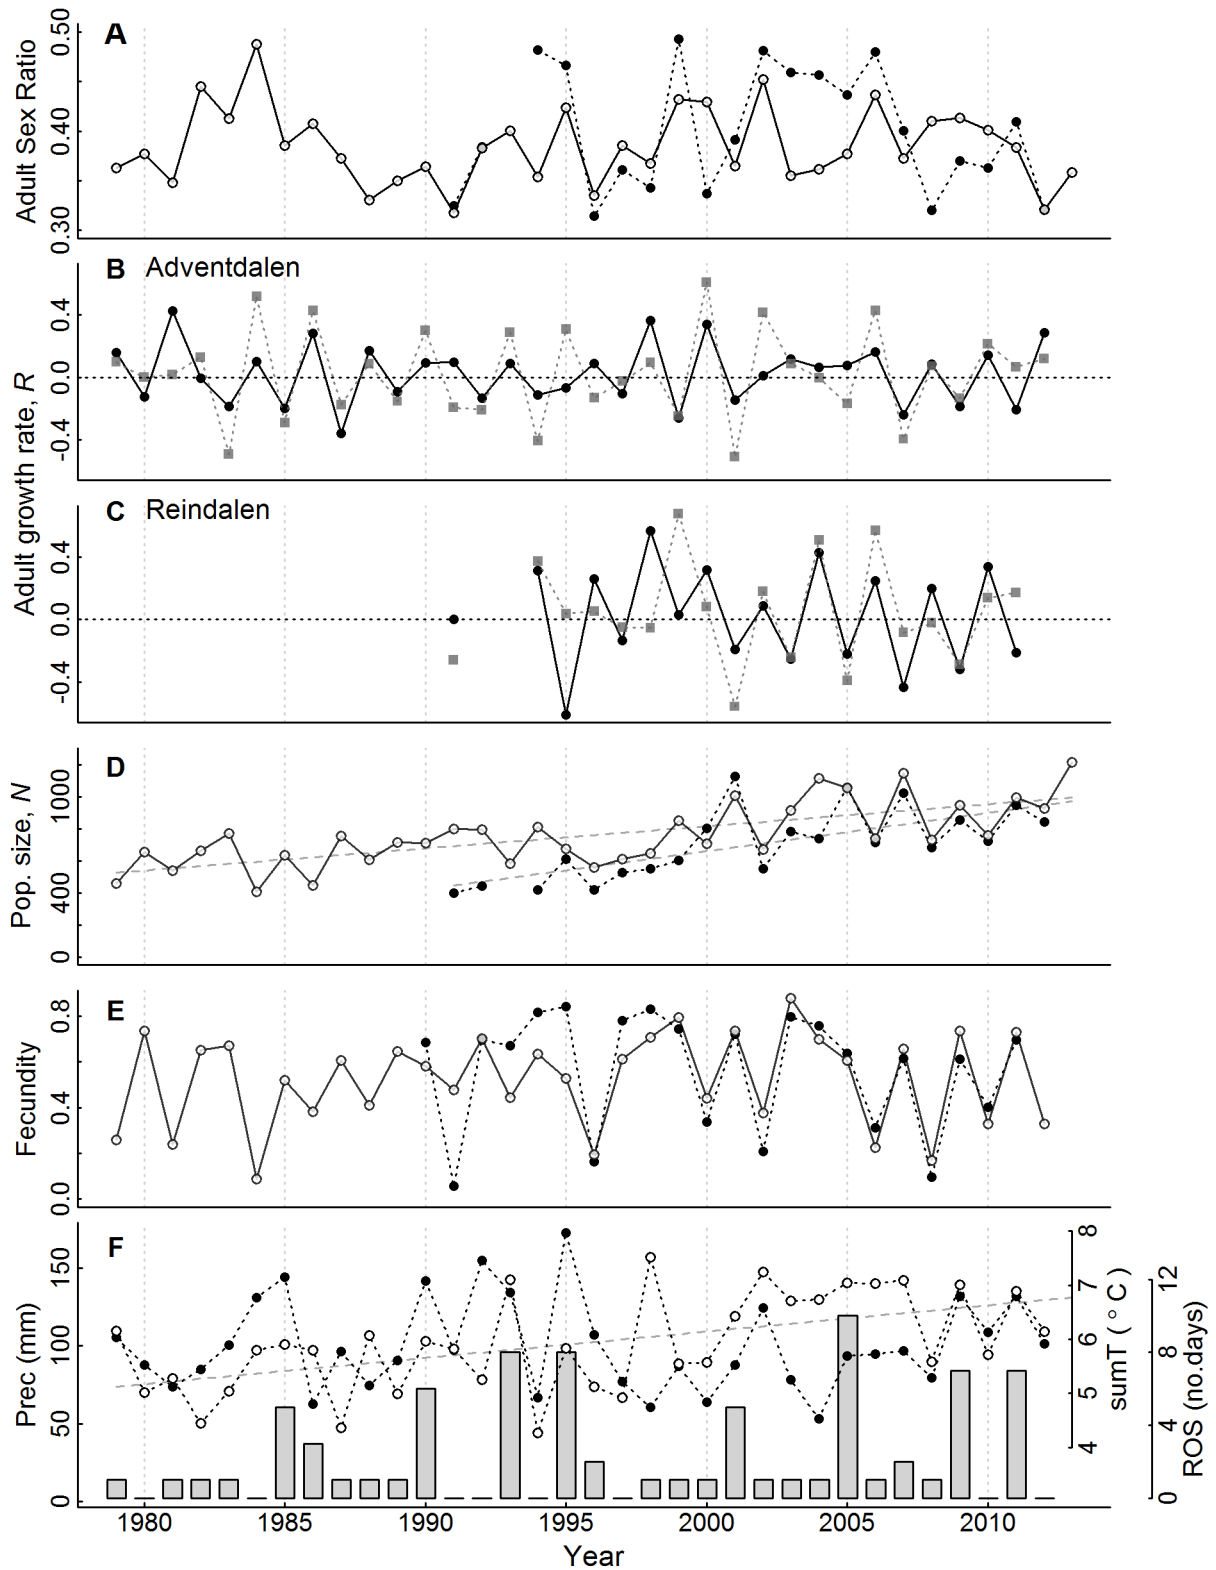 A
Adult Sex Ratio
0.50
0.40
0.30
B Adventdalen
0.4
0.0
-0.4
Adult growth rate, R
C Reindalen
0.4
0.0
-0.4
D
Pop. size, N
1000
400
0
E
Fecundity
0.8
0.4
0.0
F
Prec (mm)
150
100
50
0
8
7
6
5
4
sumT (°C)
12
8
4
0
ROS (no.days)
1980 1985 1990 1995 2000 2005 2010
Year